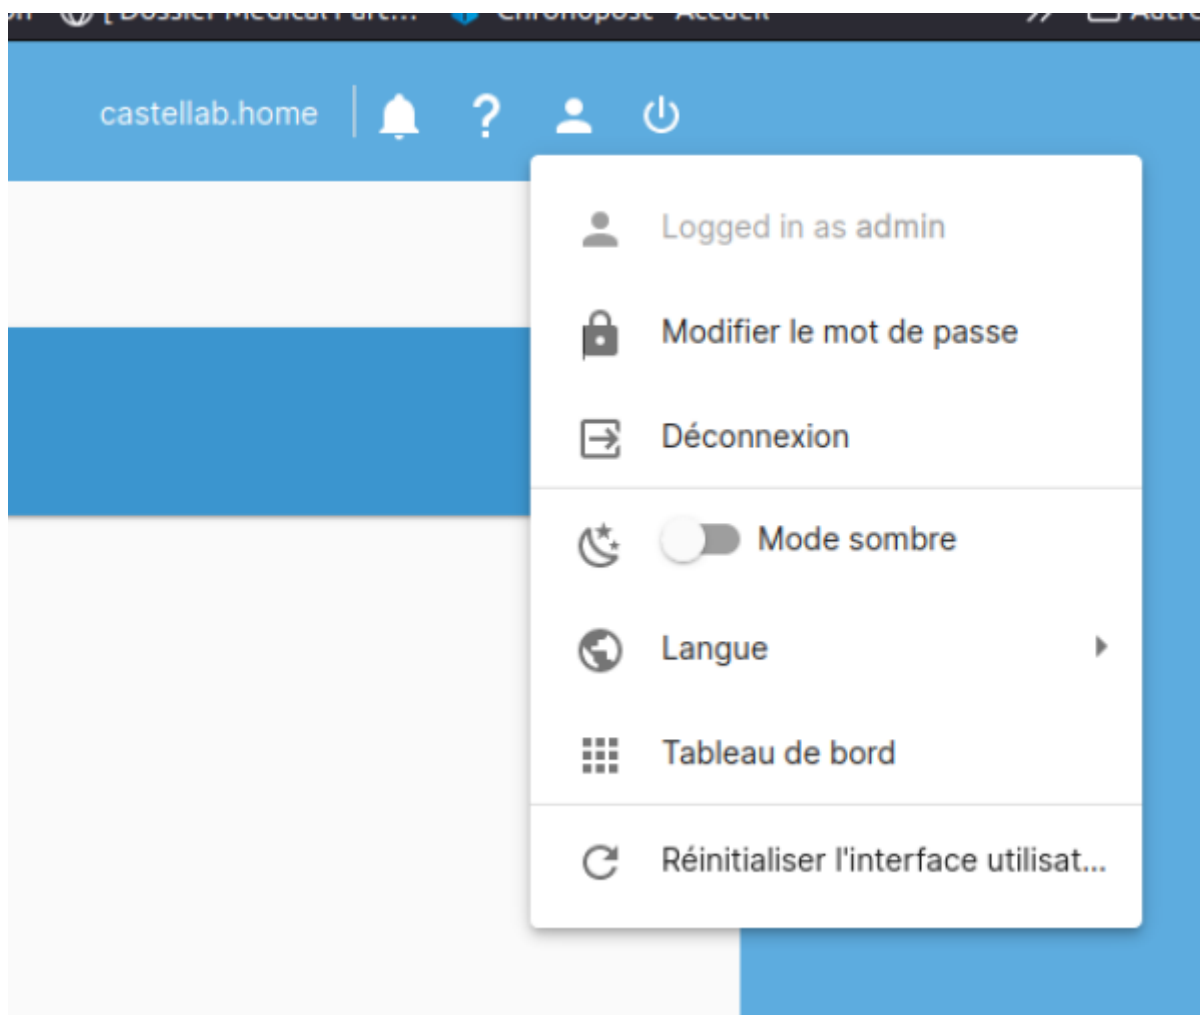 castellab.home
Logged in as admin
Modifier le mot de passe
Déconnexion
Mode sombre
Langue
Tableau de bord
Réinitialiser l'interface utilisat...